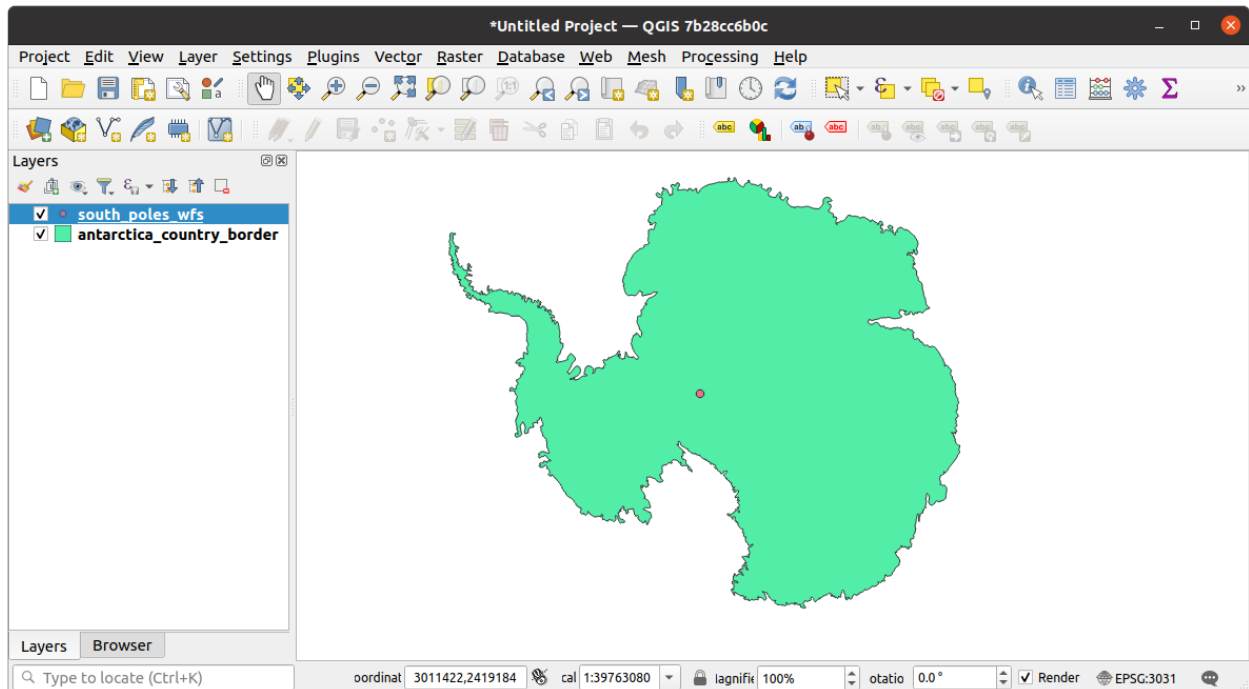 *Untitled Project — QGIS 7b28cc6b0c
Project Edit View Layer Settings Plugins Vector Raster Database Web Mesh Processing Help
Layers
south_poles_wfs
antarctica_country_border
Layers Browser
Type to locate (Ctrl+K) oordinat 3011422,2419184 cal 1:39763080 lagnifie 100% otatio 0.0 ° Render EPSG:3031